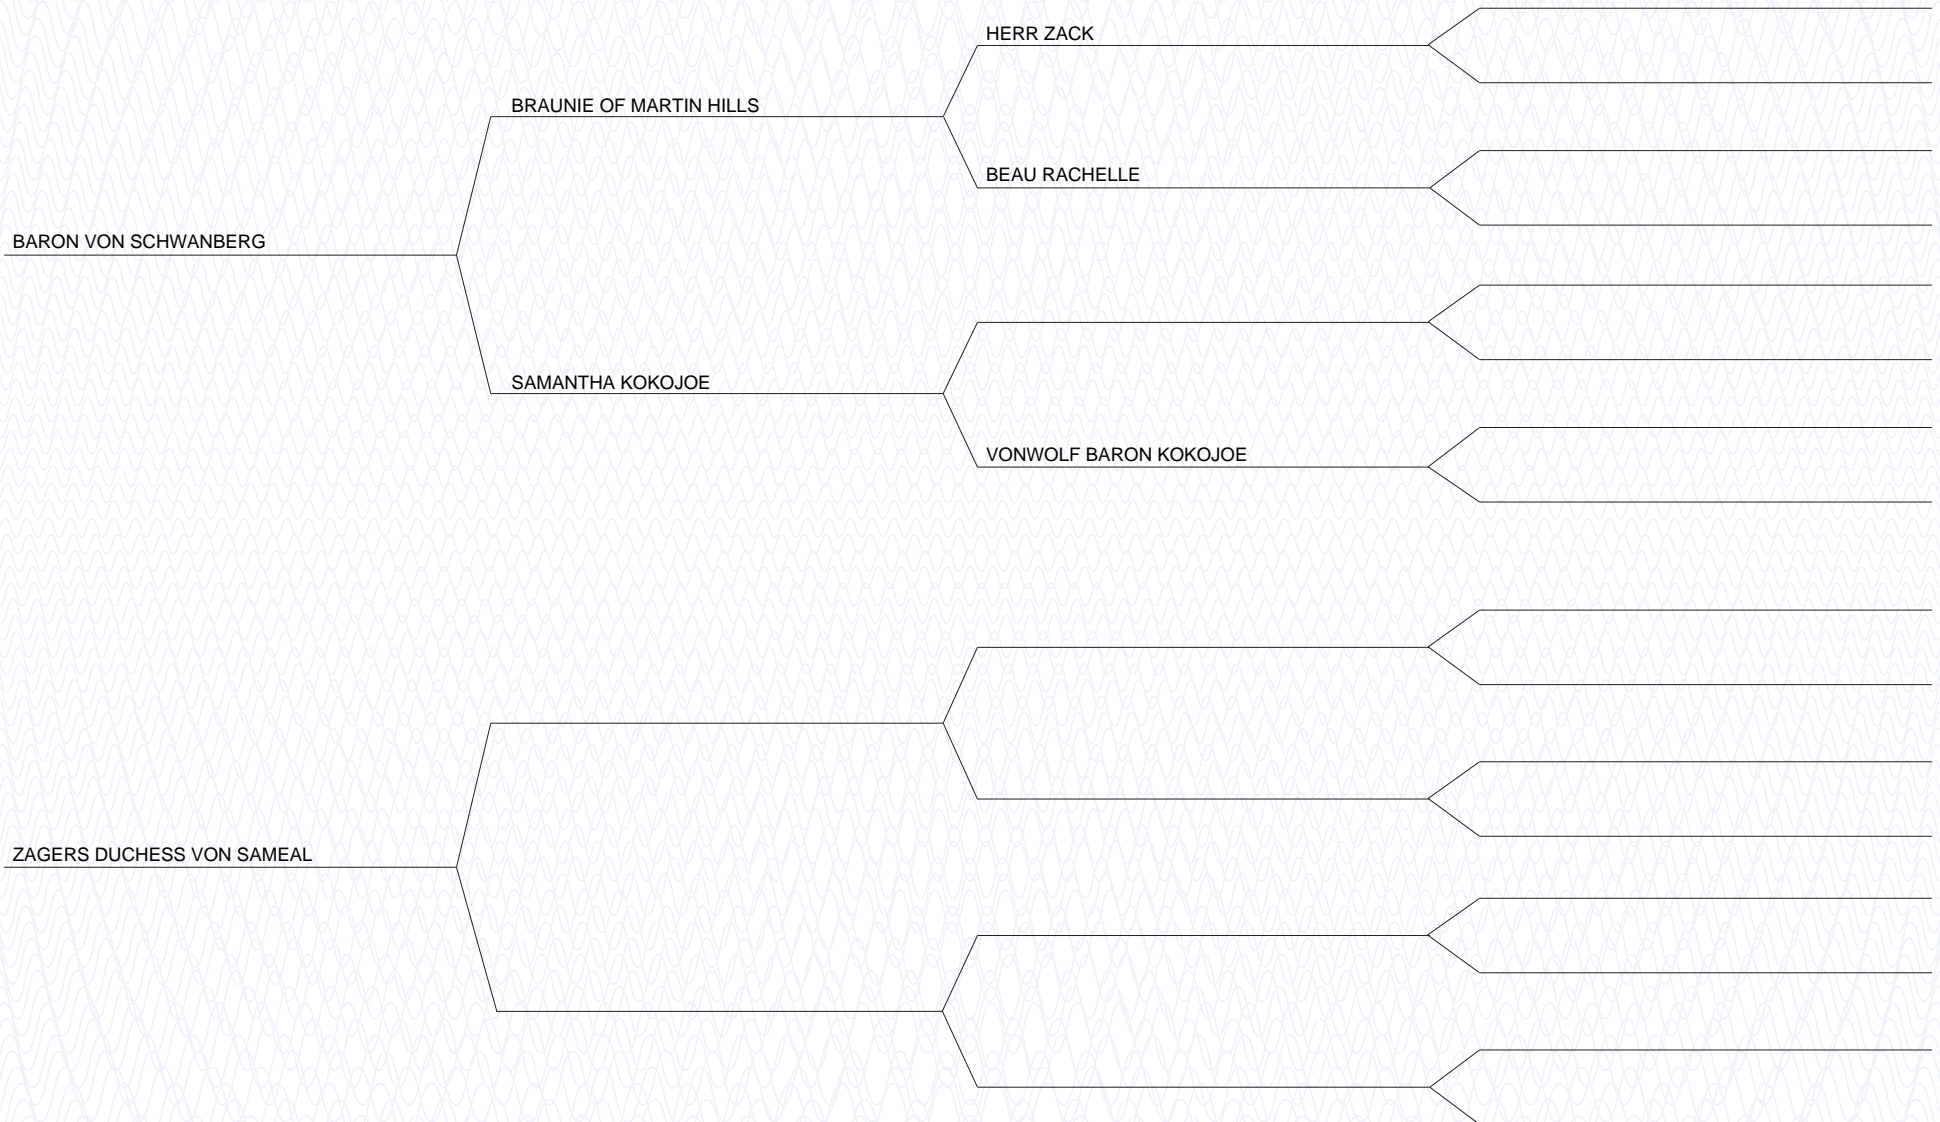 HERR ZACK
BRAUNIE OF MARTIN HILLS
BEAU RACHELLE
BARON VON SCHWANBERG
SAMANTHA KOKOJOE
VONWOLF BARON KOKOJOE
ZAGERS DUCHESS VON SAMEAL